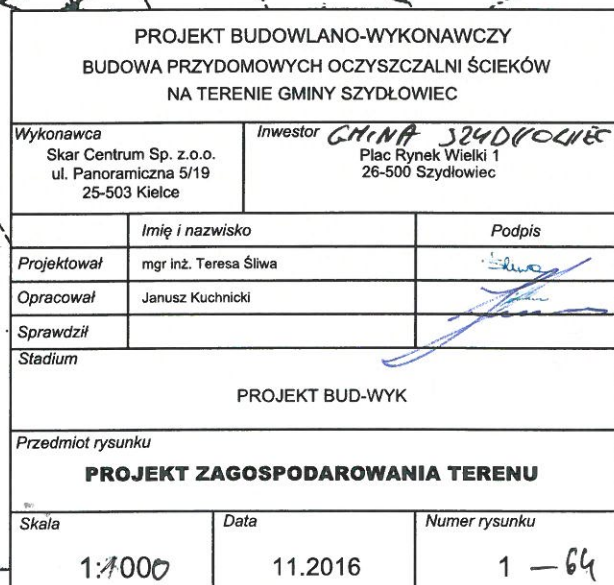 PROJEKT BUDOWLANO-WYKONAWCZY
BUDOWA PRZYDOMOWYCH OCZYSZCZALNI ŚCIEKÓW
NA TERENIE GMINY SZYDŁOWIEC
Wykonawca
Skar Centrum Sp. z.o.o.
ul. Panoramiczna 5/19
25-503 Kielce
Inwestor GMINA SZYDŁOWIEC
Plac Rynek Wielki 1
26-500 Szydłowiec
Imię i nazwisko Podpis
Projektował mgr inż. Teresa Śliwa Śliwa
Opracował Janusz Kuchnicki
Sprawdził
Stadium
PROJEKT BUD-WYK
Przedmiot rysunku
PROJEKT ZAGOSPODAROWANIA TERENU
Skala Data Numer rysunku
1:1000 11.2016 1 - 64